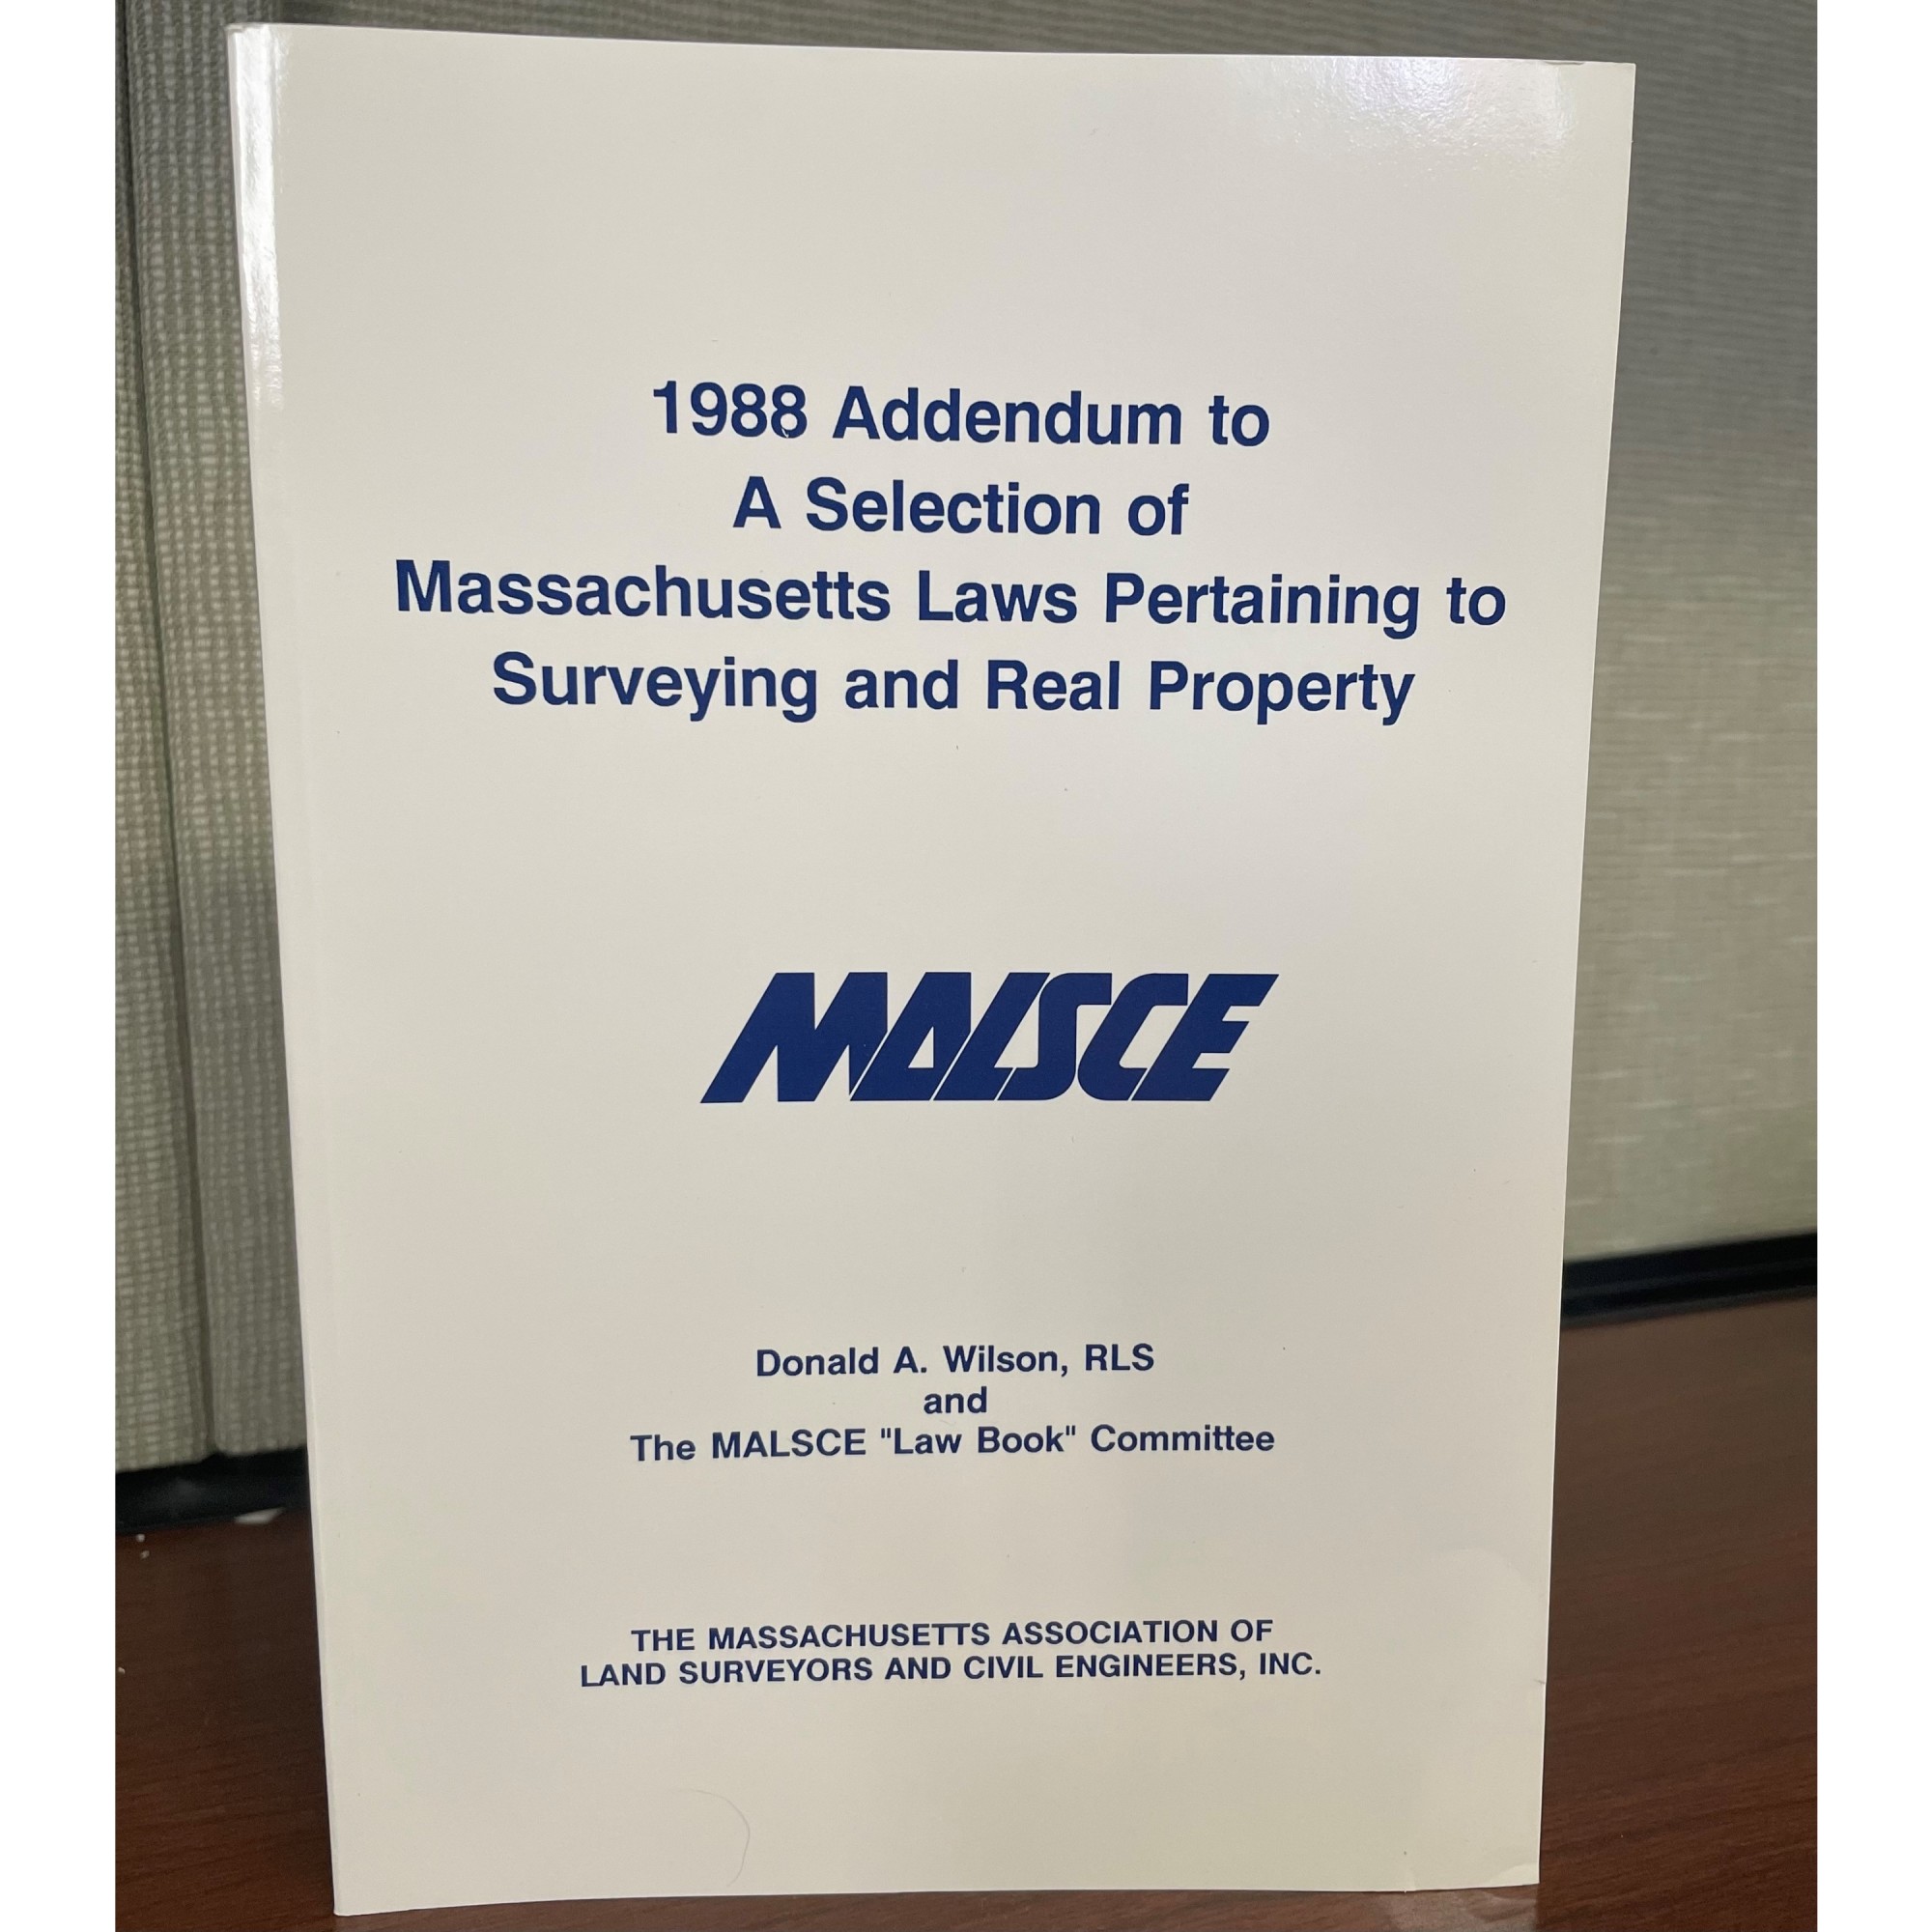 1988 Addendum to
A Selection of
Massachusetts Laws Pertaining to
Surveying and Real Property
MALSCE
Donald A. Wilson, RLS
and
The MALSCE "Law Book" Committee
THE MASSACHUSETTS ASSOCIATION OF
LAND SURVEYORS AND CIVIL ENGINEERS, INC.